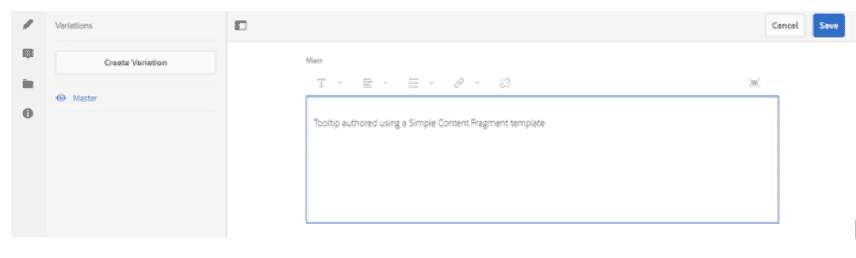 Variations
Cancel
Save
Create Variation
Master
Main
Tooltip authored using a Simple Content Fragment template